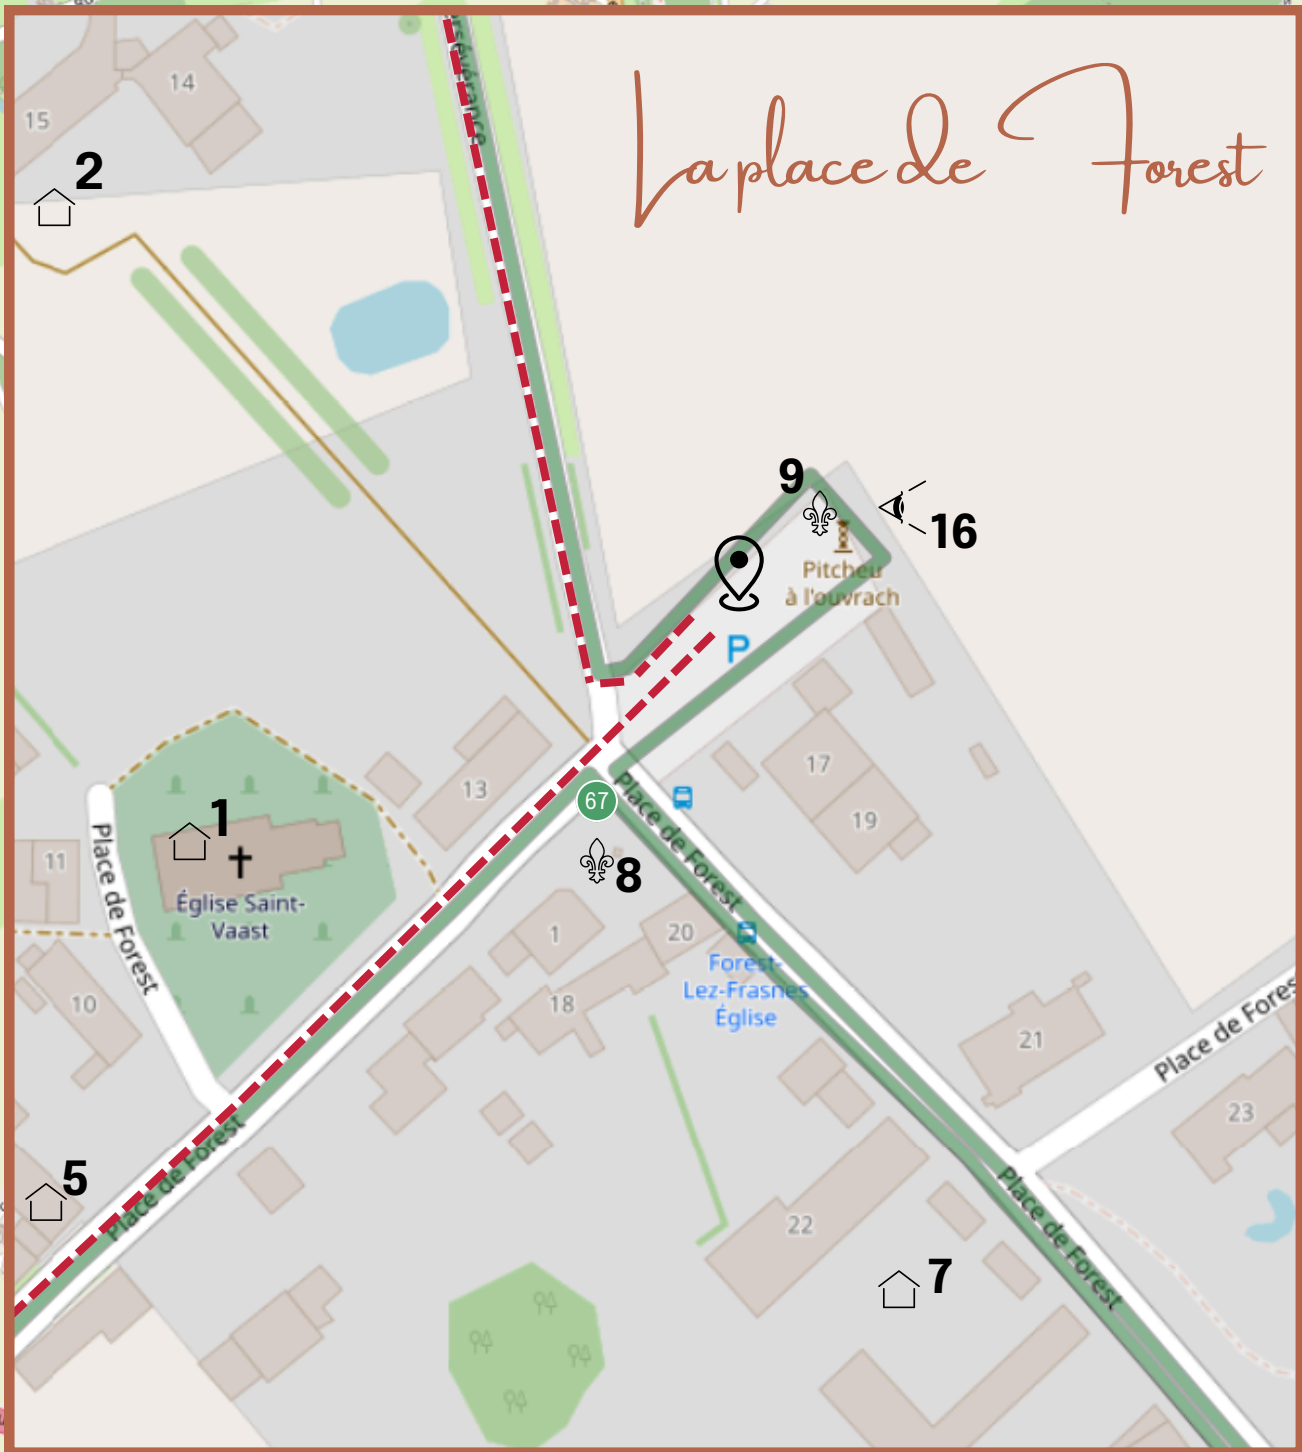 La place de Forest
14
15
2
9
16
Pitcheu
à l'ouvrach
P
17
13
19
67
Place de Forest
1
11
Place de Forest
Église Saint-
Vaast
8
1
20
Forest-
Lez-Frasnes
Église
10
18
21
Place de Fores
23
Place de Forest
5
22
Place de Forest
7